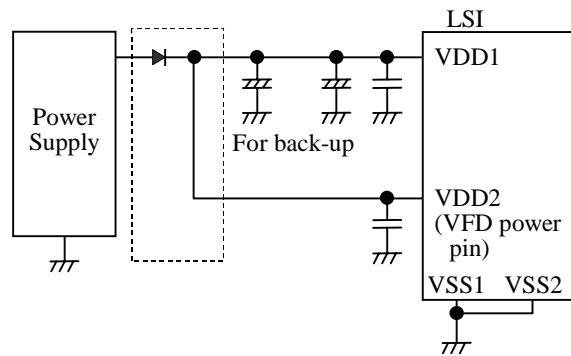 LSI
VDD1
Power
Supply
For back-up
VDD2
(VFD power
pin)
VSS1 VSS2